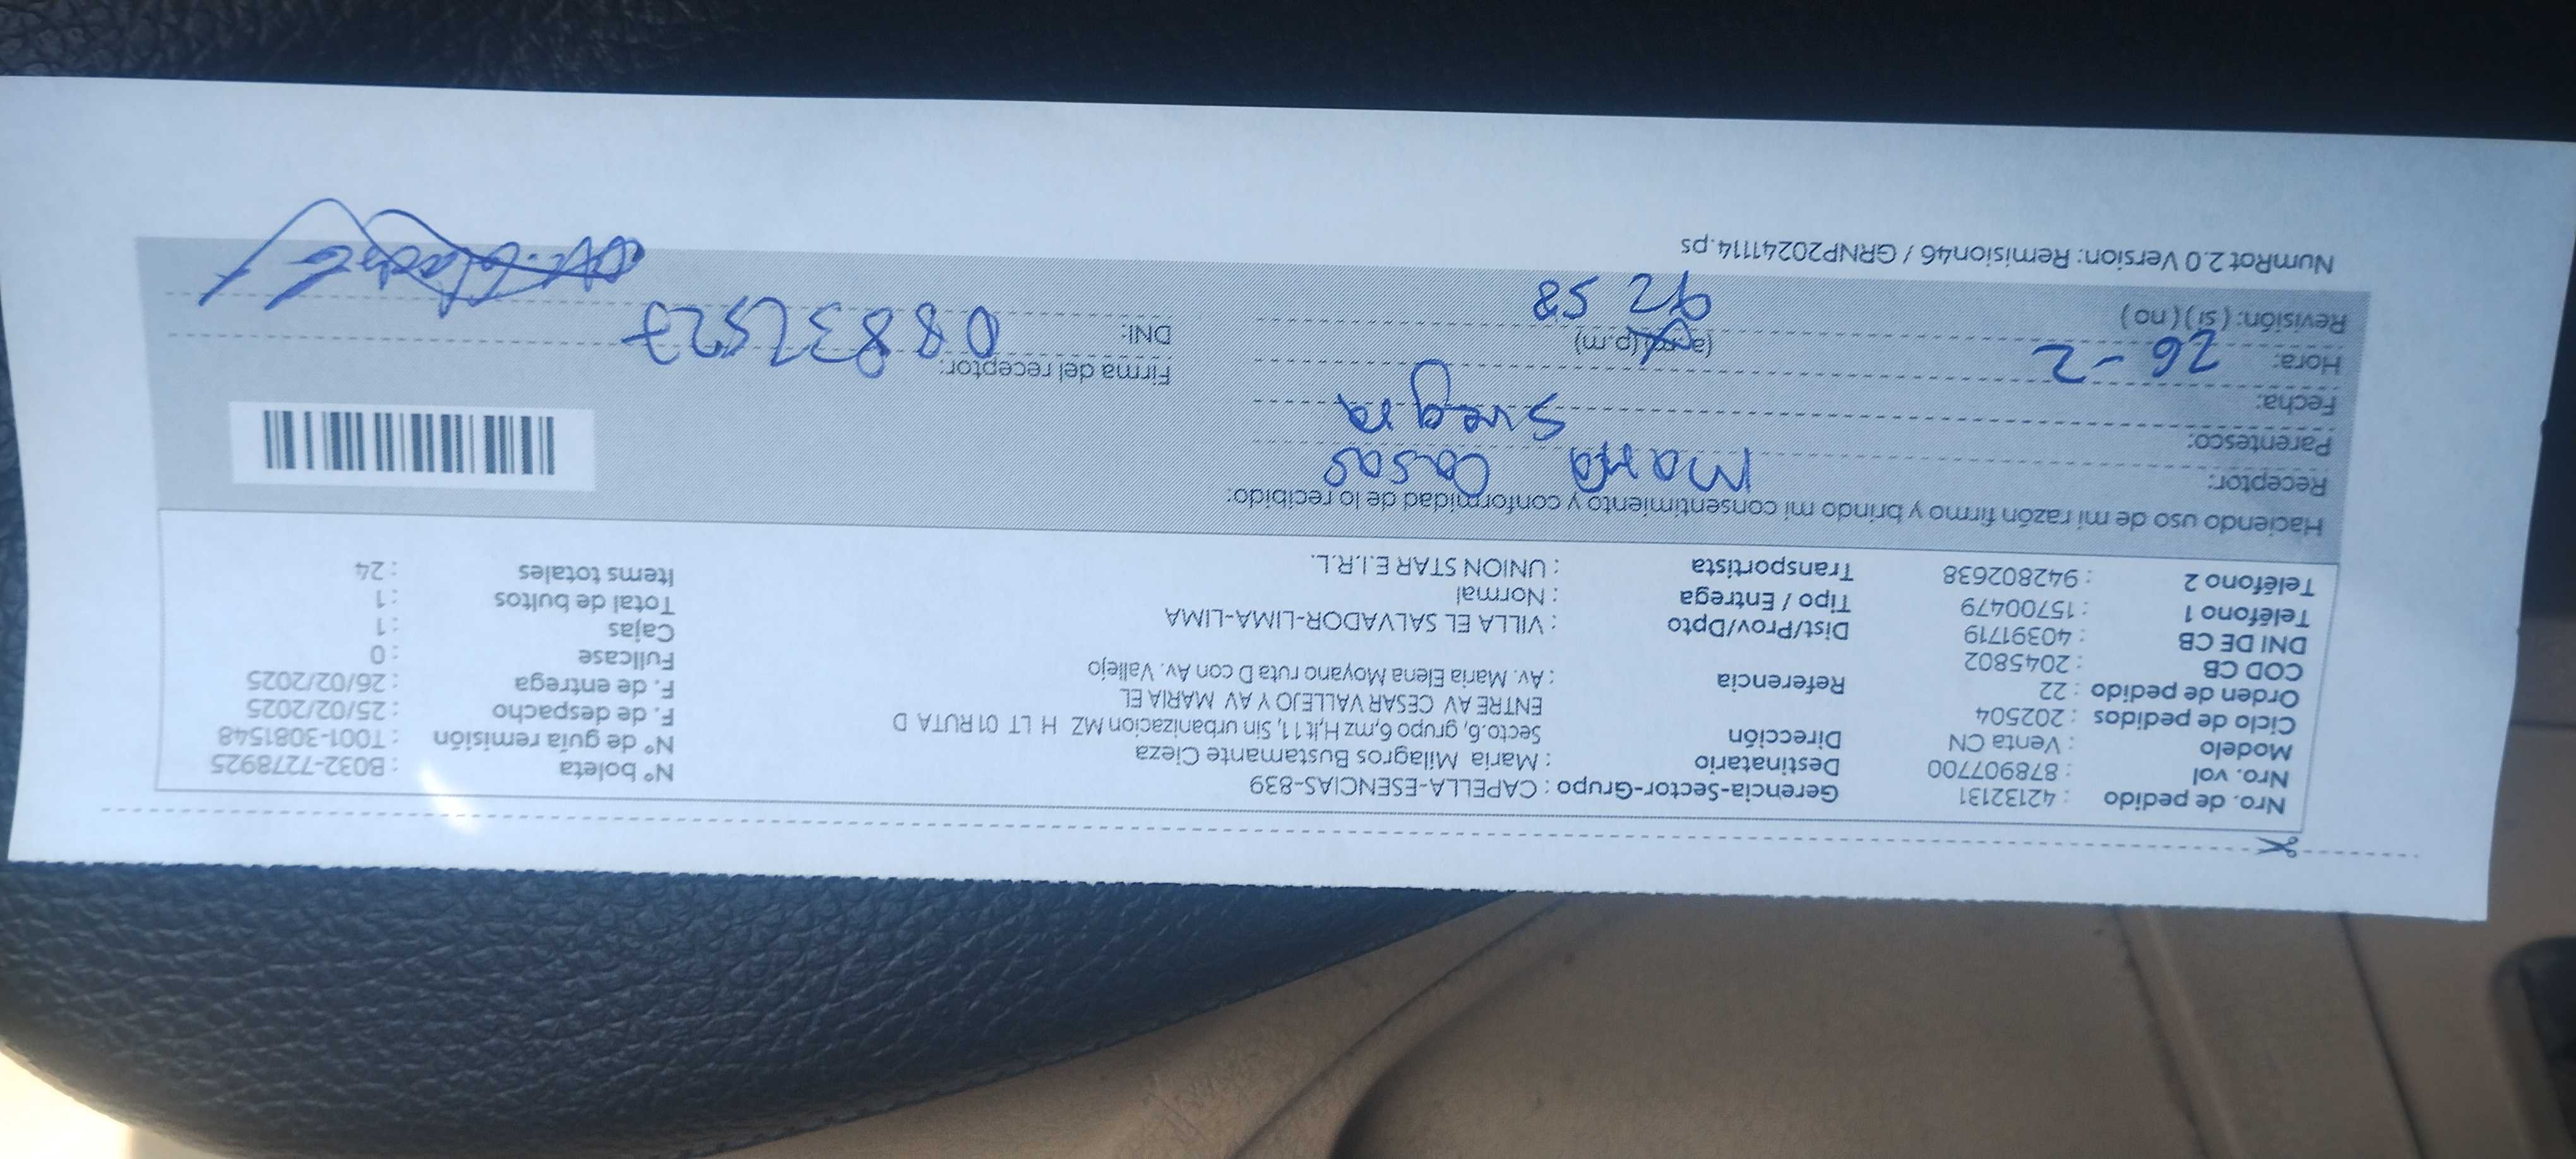 Nro. de pedido : 42132131
Nro. vol : 878907700
Modelo : Venta CN
Ciclo de pedidos : 202504
Orden de pedido : 22
COD CB : 2045802
DNI DE CB : 40391719
Teléfono 1 : 15700479
Teléfono 2 : 942802638
Gerencia-Sector-Grupo : CAPELLA-ESENCIAS-839
Destinatario : Maria Milagros Bustamante Cieza
Dirección Secto.6, grupo 6,mz H,lt 11, Sin urbanizacion MZ H LT 01 RUTA D
ENTRE AV CESAR VALLEJO Y AV MARIA EL
Referencia : Av. Maria Elena Moyano ruta D con Av. Vallejo
Dist/Prov/Dpto : VILLA EL SALVADOR-LIMA-LIMA
Tipo / Entrega : Normal
Transportista : UNION STAR E.I.R.L.
Nº boleta : B032-7278925
Nº de guía remisión : T001-3081548
F. de despacho : 25/02/2025
F. de entrega : 26/02/2025
Fullcase : 0
Cajas : 1
Total de bultos : 1
Items totales : 24
Haciendo uso de mi razón firmo y brindo mi consentimiento y conformidad de lo recibido:
Receptor: Casas
Parentesco: suegra
Fecha: 26-2
Hora: (a.m)(p.m) 12 58
Revisión: ( si ) ( no )
Firma del receptor:
DNI: 08832527
NumRot 2.0 Version: Remision46 / GRNP20241114.ps